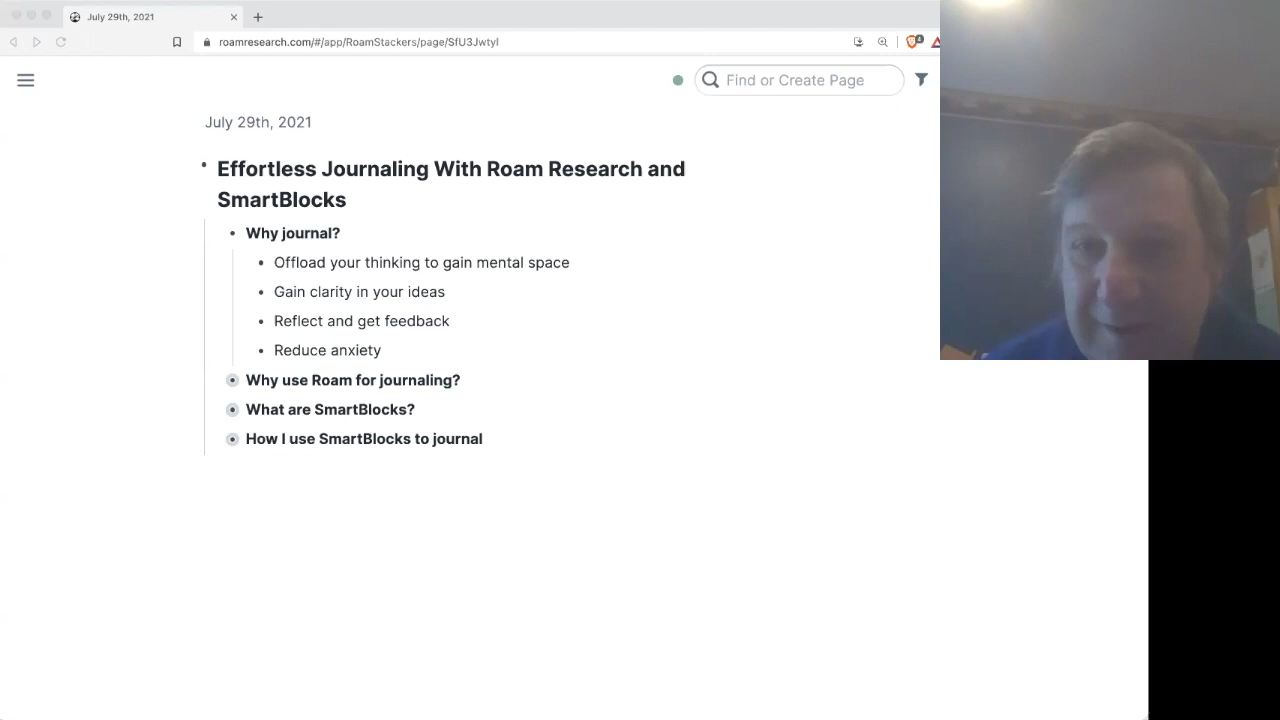 July 29th, 2021
roamresearch.com/#/app/RoamStackers/page/SfU3Jwtyl
4
Find or Create Page
July 29th, 2021
Effortless Journaling With Roam Research and
SmartBlocks
Why journal?
Offload your thinking to gain mental space
Gain clarity in your ideas
Reflect and get feedback
Reduce anxiety
Why use Roam for journaling?
What are SmartBlocks?
How I use SmartBlocks to journal